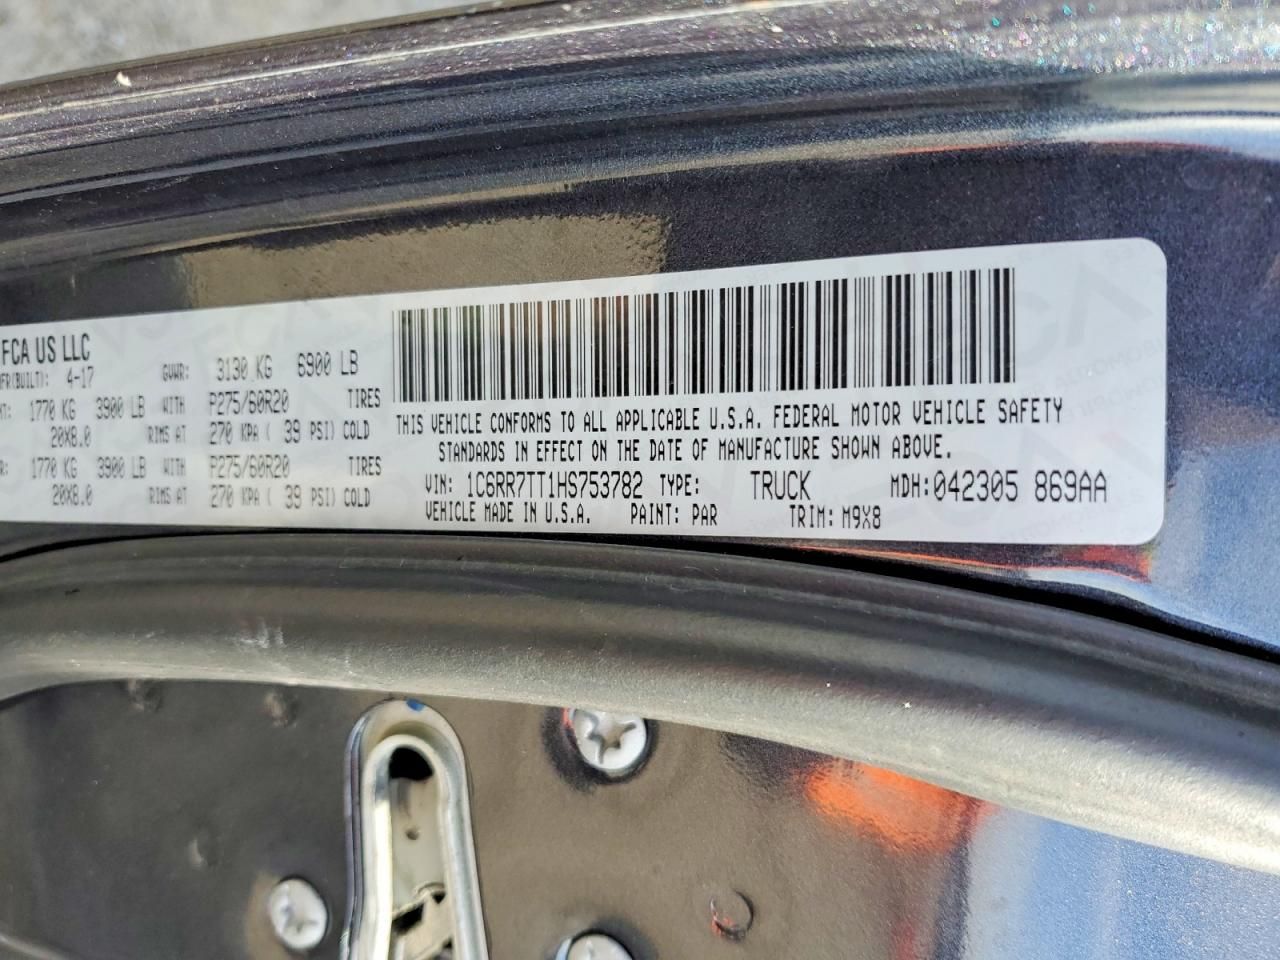 FCA US LLC
FR(BUILT): 4-17 GVWR: 3130 KG 6900 LB
1770 KG 3900 LB WITH P275/60R20 TIRES
20X8.0 RIMS AT 270 KPA ( 39 PSI) COLD
1770 KG 3900 LB WITH P275/60R20 TIRES
20X8.0 RIMS AT 270 KPA ( 39 PSI) COLD
THIS VEHICLE CONFORMS TO ALL APPLICABLE U.S.A. FEDERAL MOTOR VEHICLE SAFETY
STANDARDS IN EFFECT ON THE DATE OF MANUFACTURE SHOWN ABOVE.
VIN: 1C6RR7TT1HS753782 TYPE: TRUCK MDH:042305 869AA
VEHICLE MADE IN U.S.A. PAINT: PAR TRIM: M9X8